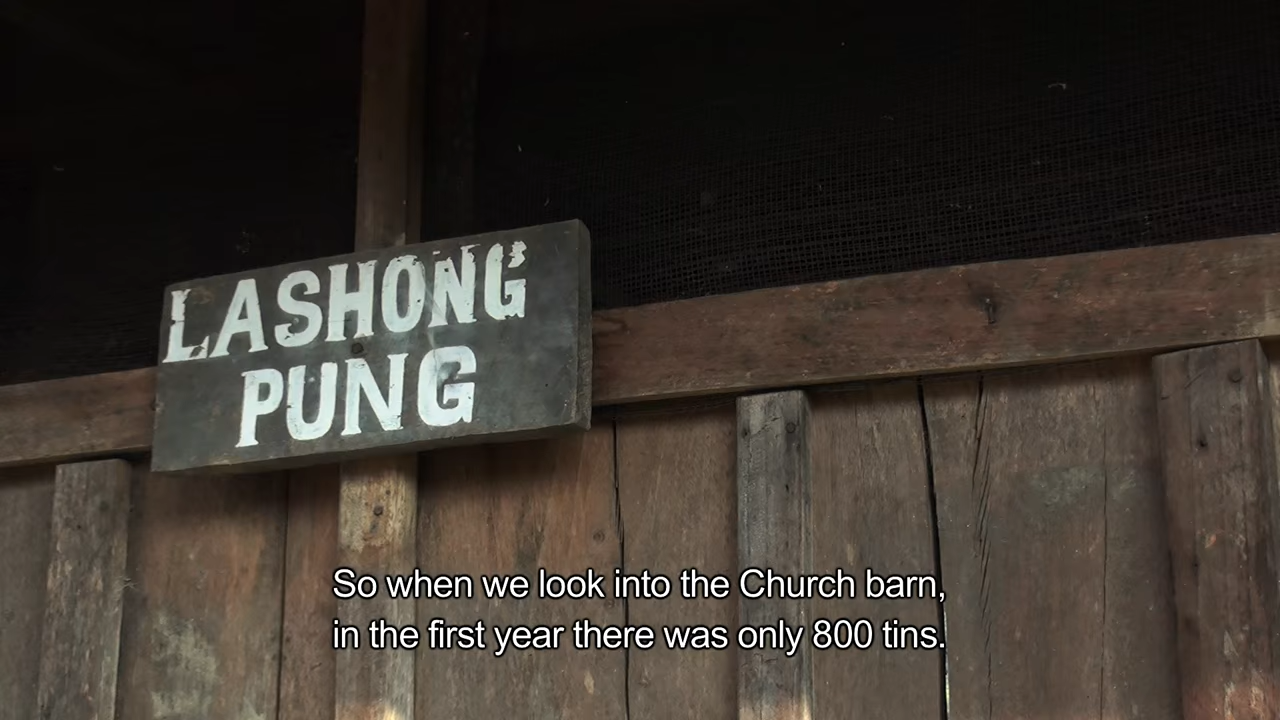 LASHONG
PUNG
So when we look into the Church barn,
in the first year there was only 800 tins.